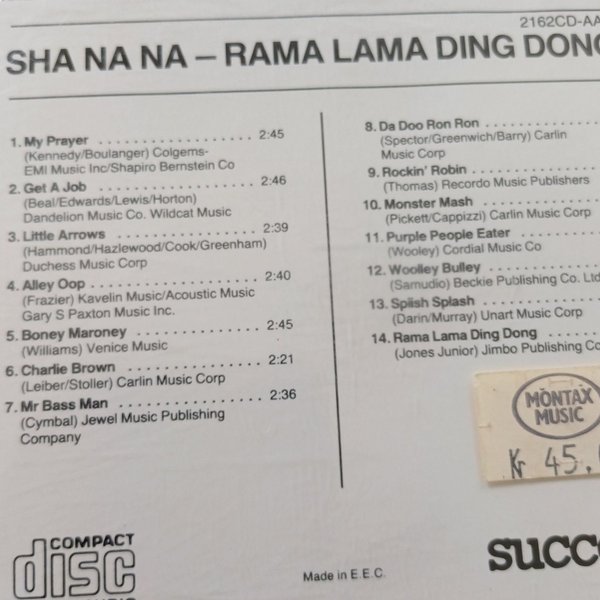 2162CD-AA
SHA NA NA – RAMA LAMA DING DONG
1. My Prayer .................. 2:45
(Kennedy/Boulanger) Colgems-
EMI Music Inc/Shapiro Bernstein Co
2. Get A Job .................. 2:46
(Beal/Edwards/Lewis/Horton)
Dandelion Music Co. Wildcat Music
3. Little Arrows ............... 2:39
(Hammond/Hazlewood/Cook/Greenham)
Duchess Music Corp
4. Alley Oop .................. 2:40
(Frazier) Kavelin Music/Acoustic Music
Gary S Paxton Music Inc.
5. Boney Maroney .............. 2:45
(Williams) Venice Music
6. Charlie Brown ............... 2:21
(Leiber/Stoller) Carlin Music Corp
7. Mr Bass Man ................ 2:36
(Cymbal) Jewel Music Publishing
Company
8. Da Doo Ron Ron ............
(Spector/Greenwich/Barry) Carlin
Music Corp
9. Rockin' Robin ..............
(Thomas) Recordo Music Publishers
10. Monster Mash .............
(Pickett/Cappizzi) Carlin Music Corp
11. Purple People Eater ........
(Wooley) Cordial Music Co
12. Woolley Bulley ............
(Samudio) Beckie Publishing Co. Ltd
13. Splish Splash .............
(Darin/Murray) Unart Music Corp
14. Rama Lama Ding Dong ......
(Jones Junior) Jimbo Publishing Co
MONTAX
MUSIC
Kr 45.
COMPACT
disc
Made in E.E.C.
succ